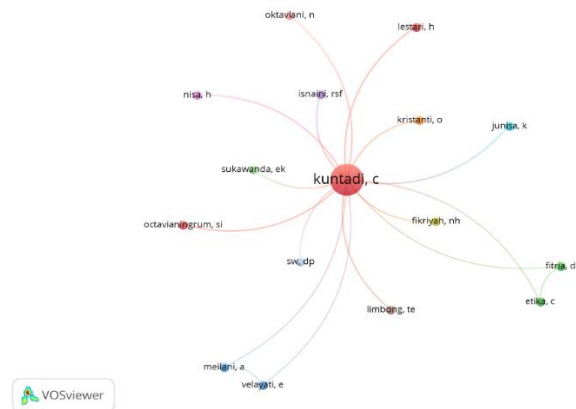 oktaviani, n
lestari, h
nisa, h
isnaini, rsf
kristanti, o
junisa, k
sukawanda, ek
kuntadi, c
octavianingrum, si
fikriyah, nh
sw, dp
fitria, d
etika, c
limbong, te
meilani, a
velayati, e
VOSviewer